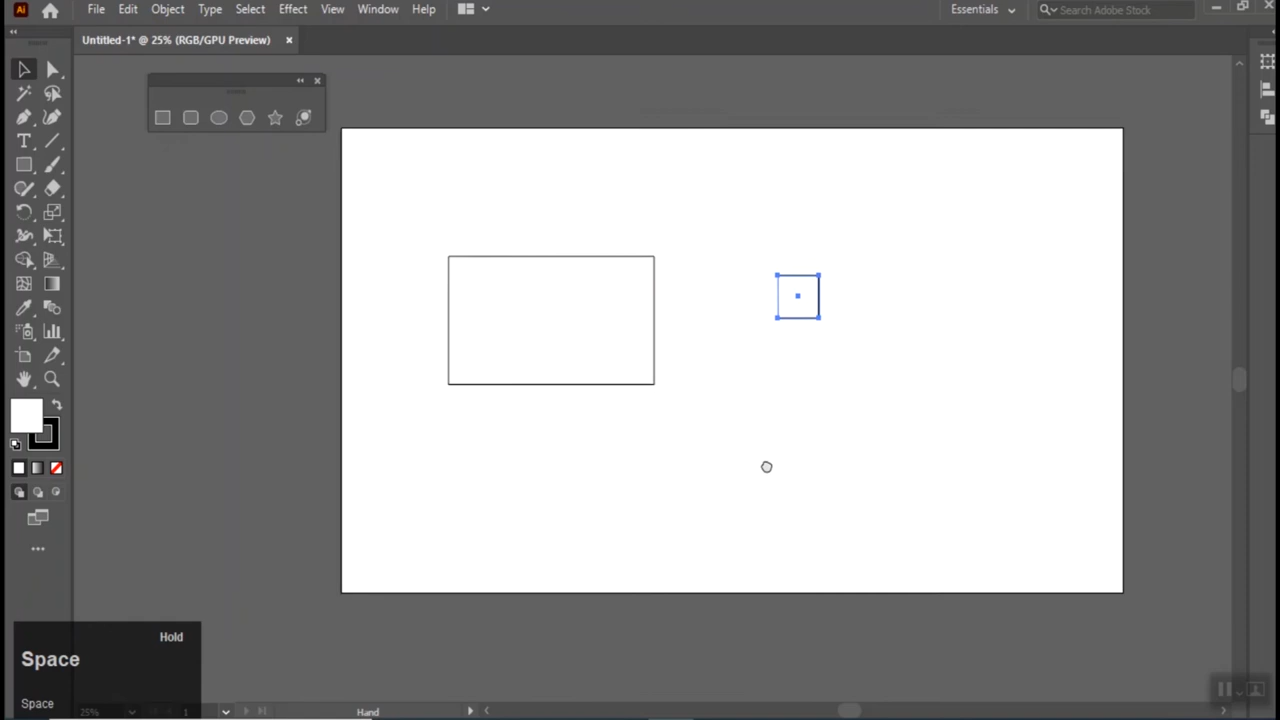 Ai File Edit Object Type Select Effect View Window Help Essentials Search Adobe Stock
Untitled-1* @ 25% (RGB/GPU Preview)
Hold
Space
Space
25% 1 Hand